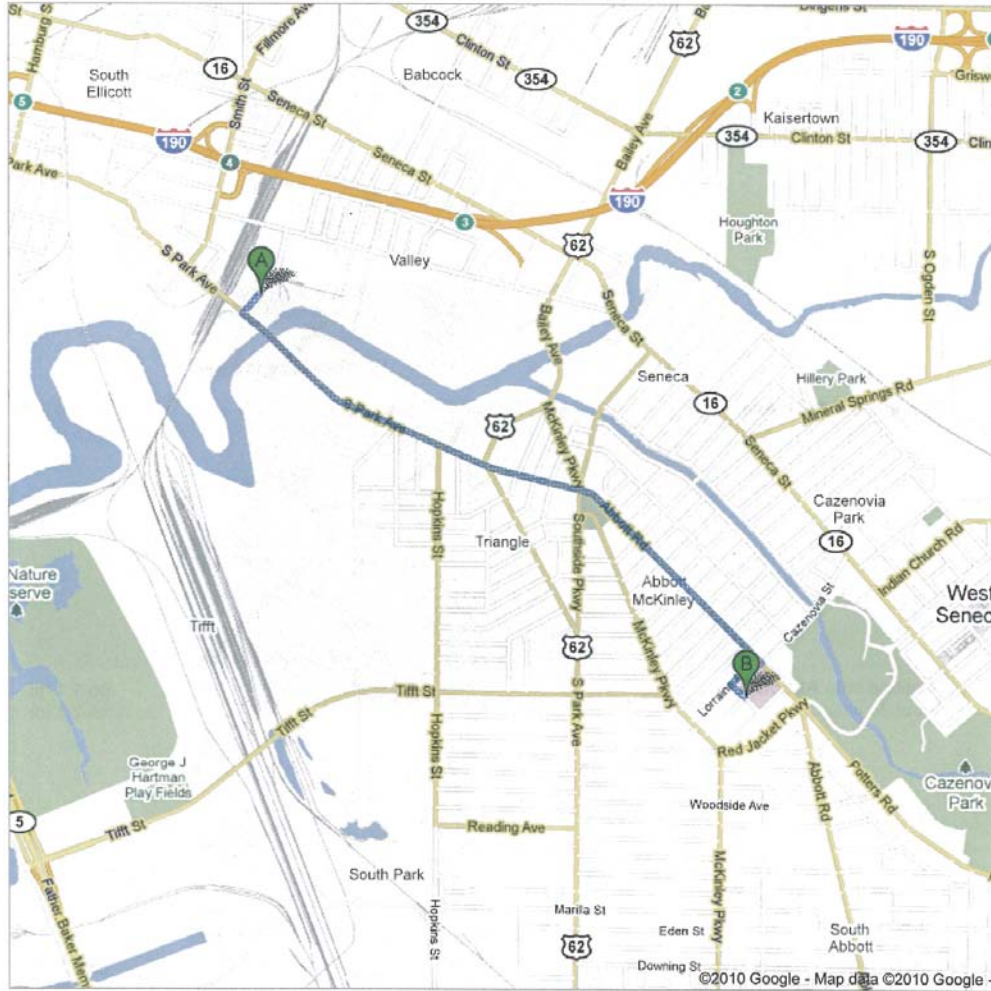 St
Hamburg St
Fillmore Ave
354
Clinton St
354
62
Dingens St
190
Griswo
16
South
Ellicott
Babcock
Smith St
Seneca St
5
190
4
Park Ave
Seneca St
3
Bailey Ave
2
Kaisertown
354
Clinton St
354
Clin
190
Houghton
Park
62
S Ogden St
S Park Ave
A
Valley
Bailey Ave
Seneca St
Seneca
Hillery Park
16
Mineral Springs Rd
S Park Ave
62
McKinley Pkwy
Seneca St
Cazenovia
Park
16
Indian Church Rd
Hopkins St
Triangle
Southside Pkwy
Abbott Rd
Abbott
McKinley
Cazenovia St
West
Senec
Nature
serve
Tifft
62
McKinley Pkwy
B
Lorraine
Tifft St
Tifft St
S Park Ave
Red Jacket Pkwy
Hopkins St
George J
Hartman
Play Fields
Abbott Rd
Potters Rd
Cazenov
Park
Woodside Ave
5
Tifft St
Reading Ave
McKinley Pkwy
South Park
Father Baker Mem
Hopkins St
Marilla St
62
Eden St
South
Abbott
Downing St
©2010 Google - Map data ©2010 Google -